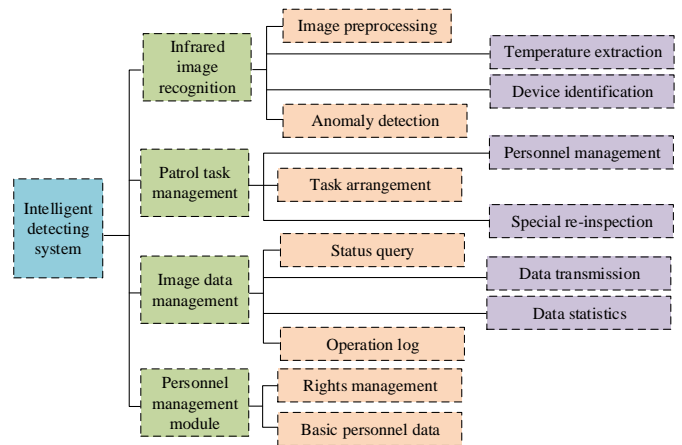 Intelligent
detecting
system
Infrared
image
recognition
Image preprocessing
Temperature extraction
Device identification
Anomaly detection
Patrol task
management
Personnel management
Task arrangement
Special re-inspection
Image data
management
Status query
Data transmission
Data statistics
Operation log
Personnel
management
module
Rights management
Basic personnel data